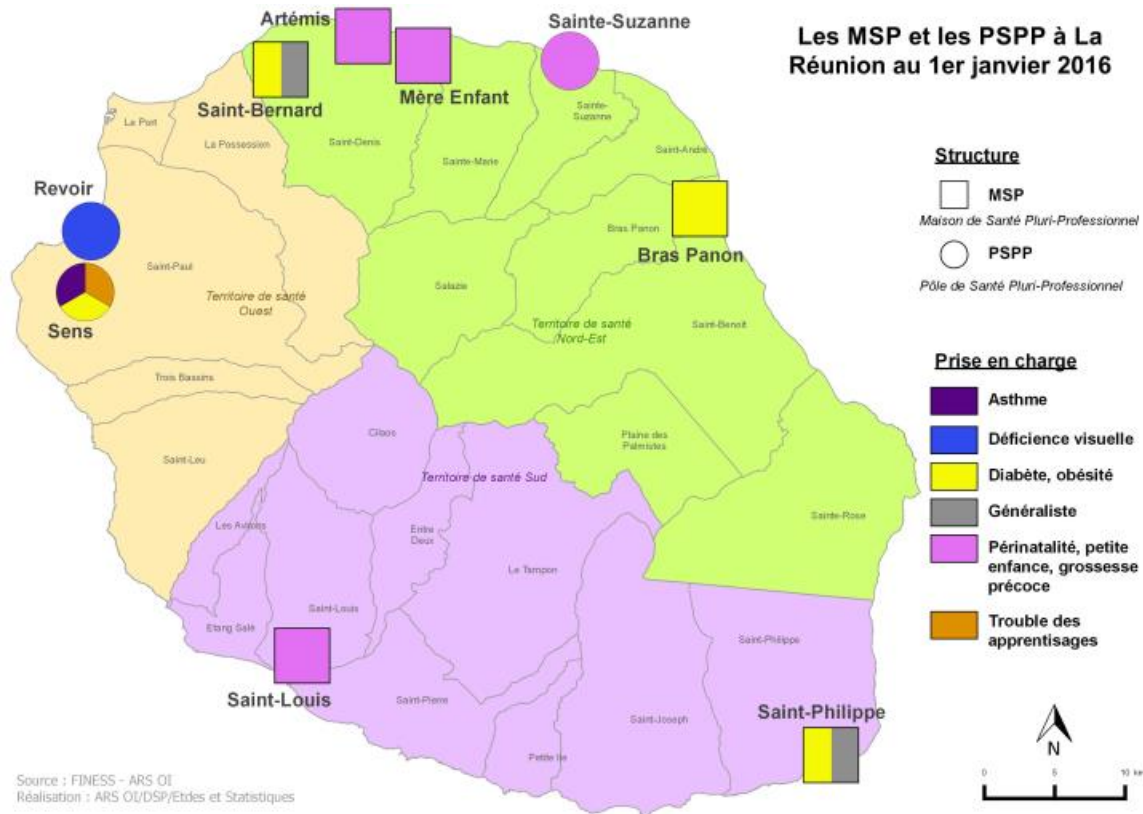 Les MSP et les PSPP à La
Réunion au 1er janvier 2016
Artémis
Sainte-Suzanne
Mère Enfant
Saint-Bernard
Sainte-
Suzanne
Le Port
La Possession
Saint-Denis
Sainte-Marie
Saint-André
Revoir
Bras Panon
Bras Panon
Saint-Paul
Sens
Territoire de santé
Ouest
Salazie
Territoire de santé
Nord-Est
Saint-Benoit
Trois Bassins
Cilaos
Plaine des
Palmistes
Saint-Leu
Territoire de santé Sud
Sainte-Rose
Les Avirons
Entre
Deux
Le Tampon
Saint-Louis
Etang Salé
Saint-Philippe
Saint-Louis
Saint-Pierre
Saint-Joseph
Saint-Philippe
Petite Ile
Structure
MSP
Maison de Santé Pluri-Professionnel
PSPP
Pôle de Santé Pluri-Professionnel
Prise en charge
Asthme
Déficience visuelle
Diabète, obésité
Généraliste
Périnatalité, petite
enfance, grossesse
précoce
Trouble des
apprentisages
N
0 5 10 km
Source : FINESS - ARS OI
Réalisation : ARS OI/DSP/Etdes et Statistiques